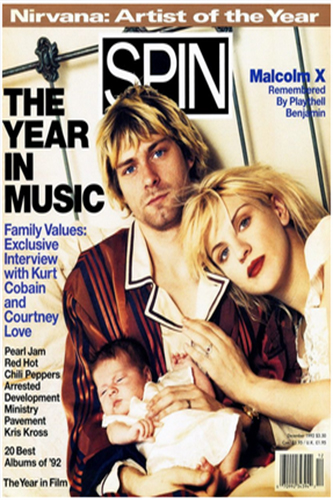 Nirvana: Artist of the Year
SPIN
Malcolm X
Remembered
By Playthell
Benjamin
THE
YEAR
IN
MUSIC
Family Values:
Exclusive
Interview
with Kurt
Cobain
and
Courtney
Love
Pearl Jam
Red Hot
Chili Peppers
Arrested
Development
Ministry
Pavement
Kris Kross
20 Best
Albums of '92
The Year in Film
December 1992